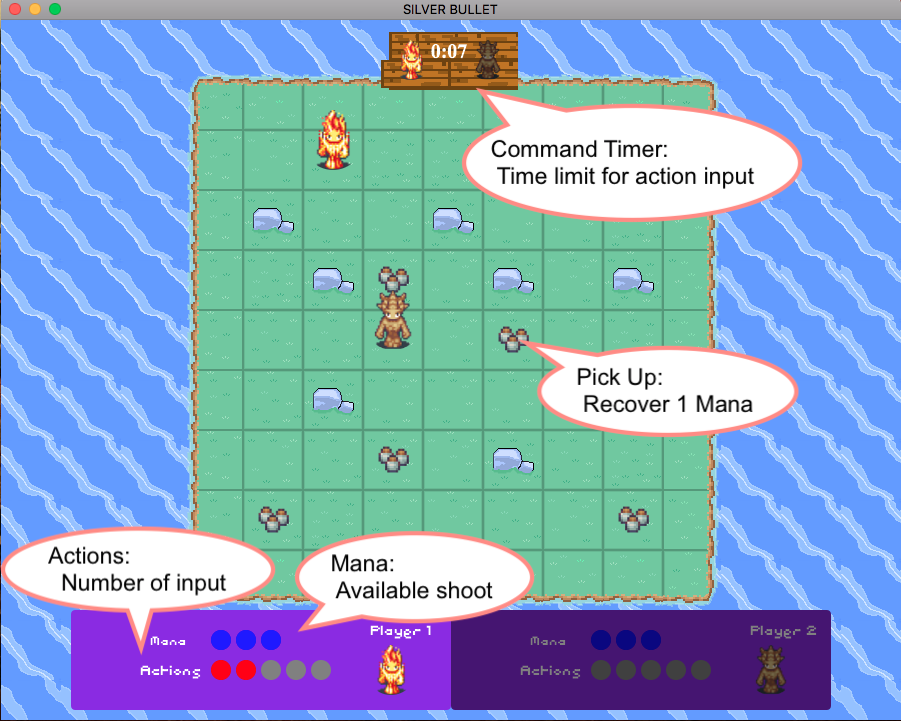 SILVER BULLET
0:07
Command Timer:
Time limit for action input
Pick Up:
Recover 1 Mana
Actions:
Number of input
Mana:
Available shoot
Player 1
Mana
Actions
Player 2
Mana
Actions